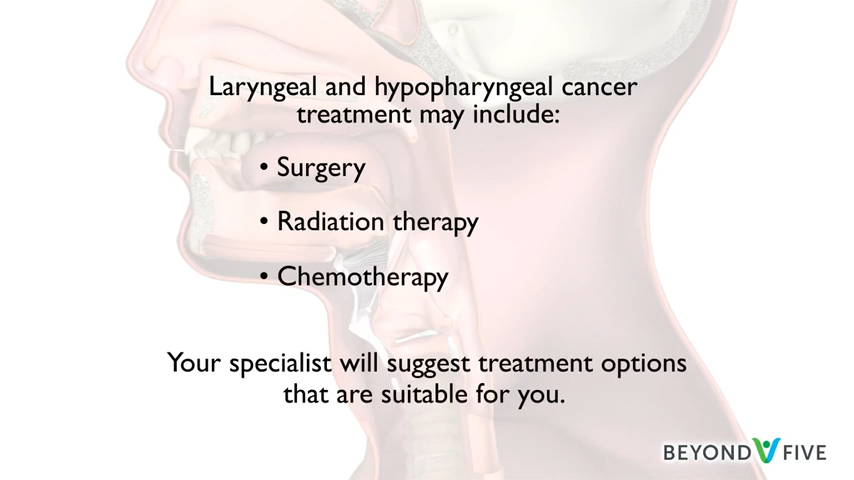 Laryngeal and hypopharyngeal cancer
treatment may include:
• Surgery
• Radiation therapy
• Chemotherapy
Your specialist will suggest treatment options
that are suitable for you.
BEYOND FIVE